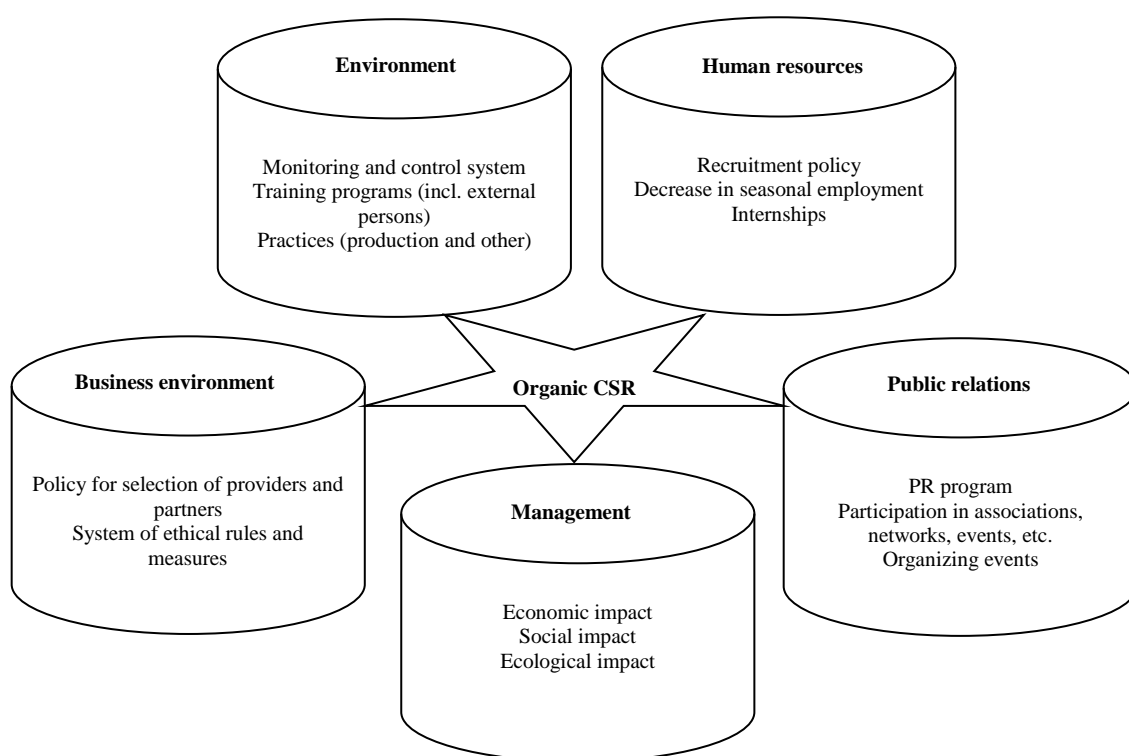 Environment
Monitoring and control system
Training programs (incl. external
persons)
Practices (production and other)
Human resources
Recruitment policy
Decrease in seasonal employment
Internships
Organic CSR
Business environment
Policy for selection of providers and
partners
System of ethical rules and
measures
Management
Economic impact
Social impact
Ecological impact
Public relations
PR program
Participation in associations,
networks, events, etc.
Organizing events